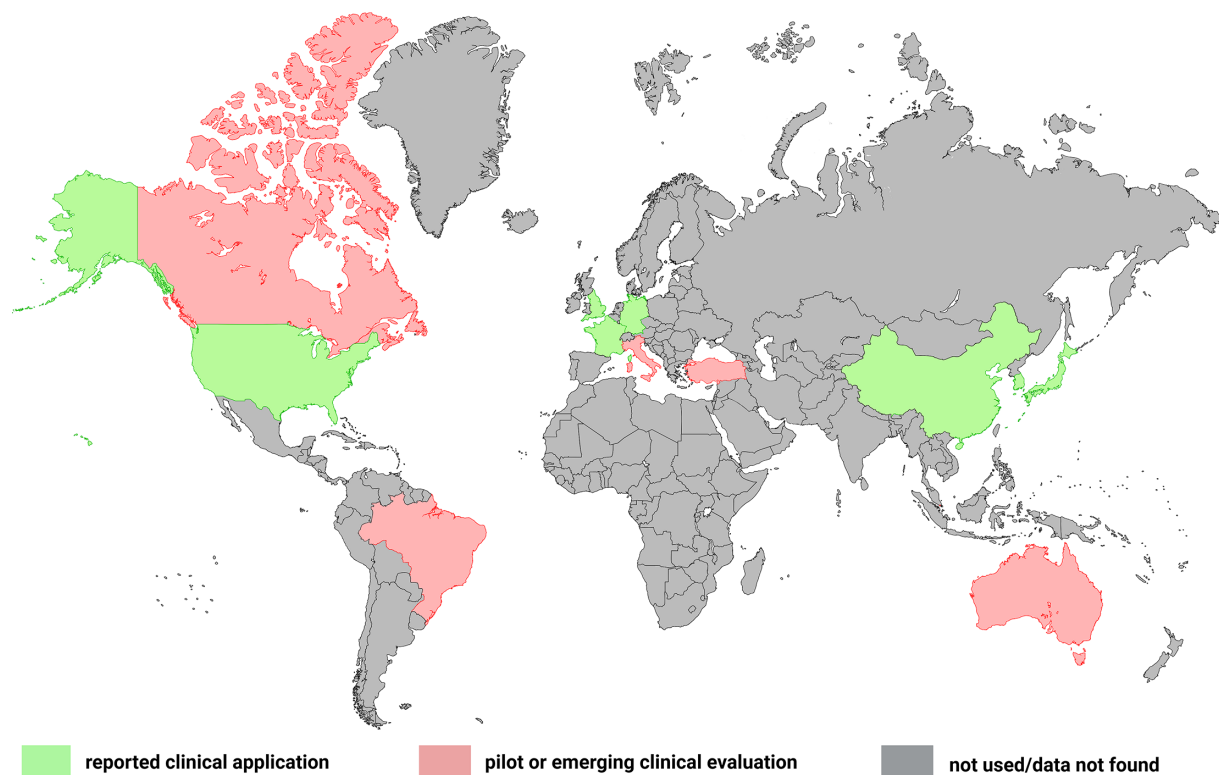 reported clinical application
pilot or emerging clinical evaluation
not used/data not found